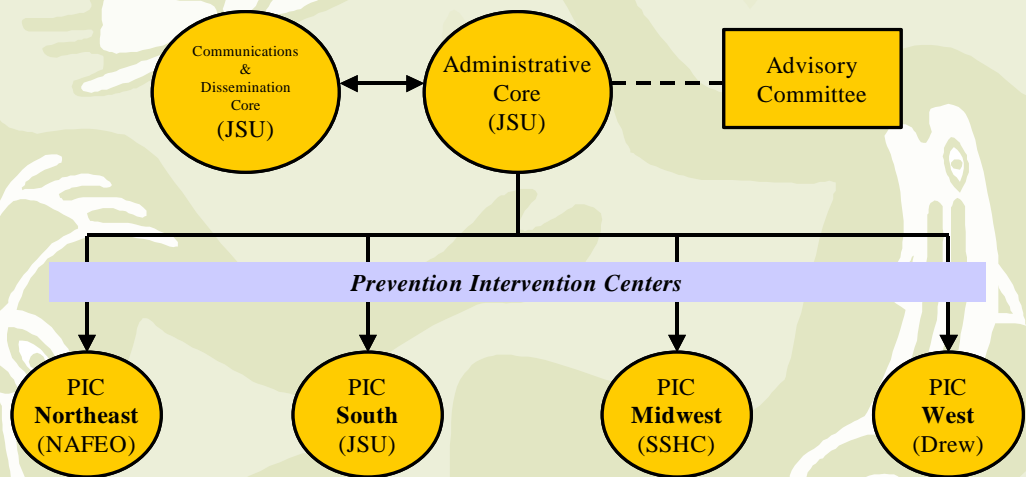 Communications
&
Dissemination
Core
(JSU)
Administrative
Core
(JSU)
Advisory
Committee
Prevention Intervention Centers
PIC
Northeast
(NAFEO)
PIC
South
(JSU)
PIC
Midwest
(SSHC)
PIC
West
(Drew)